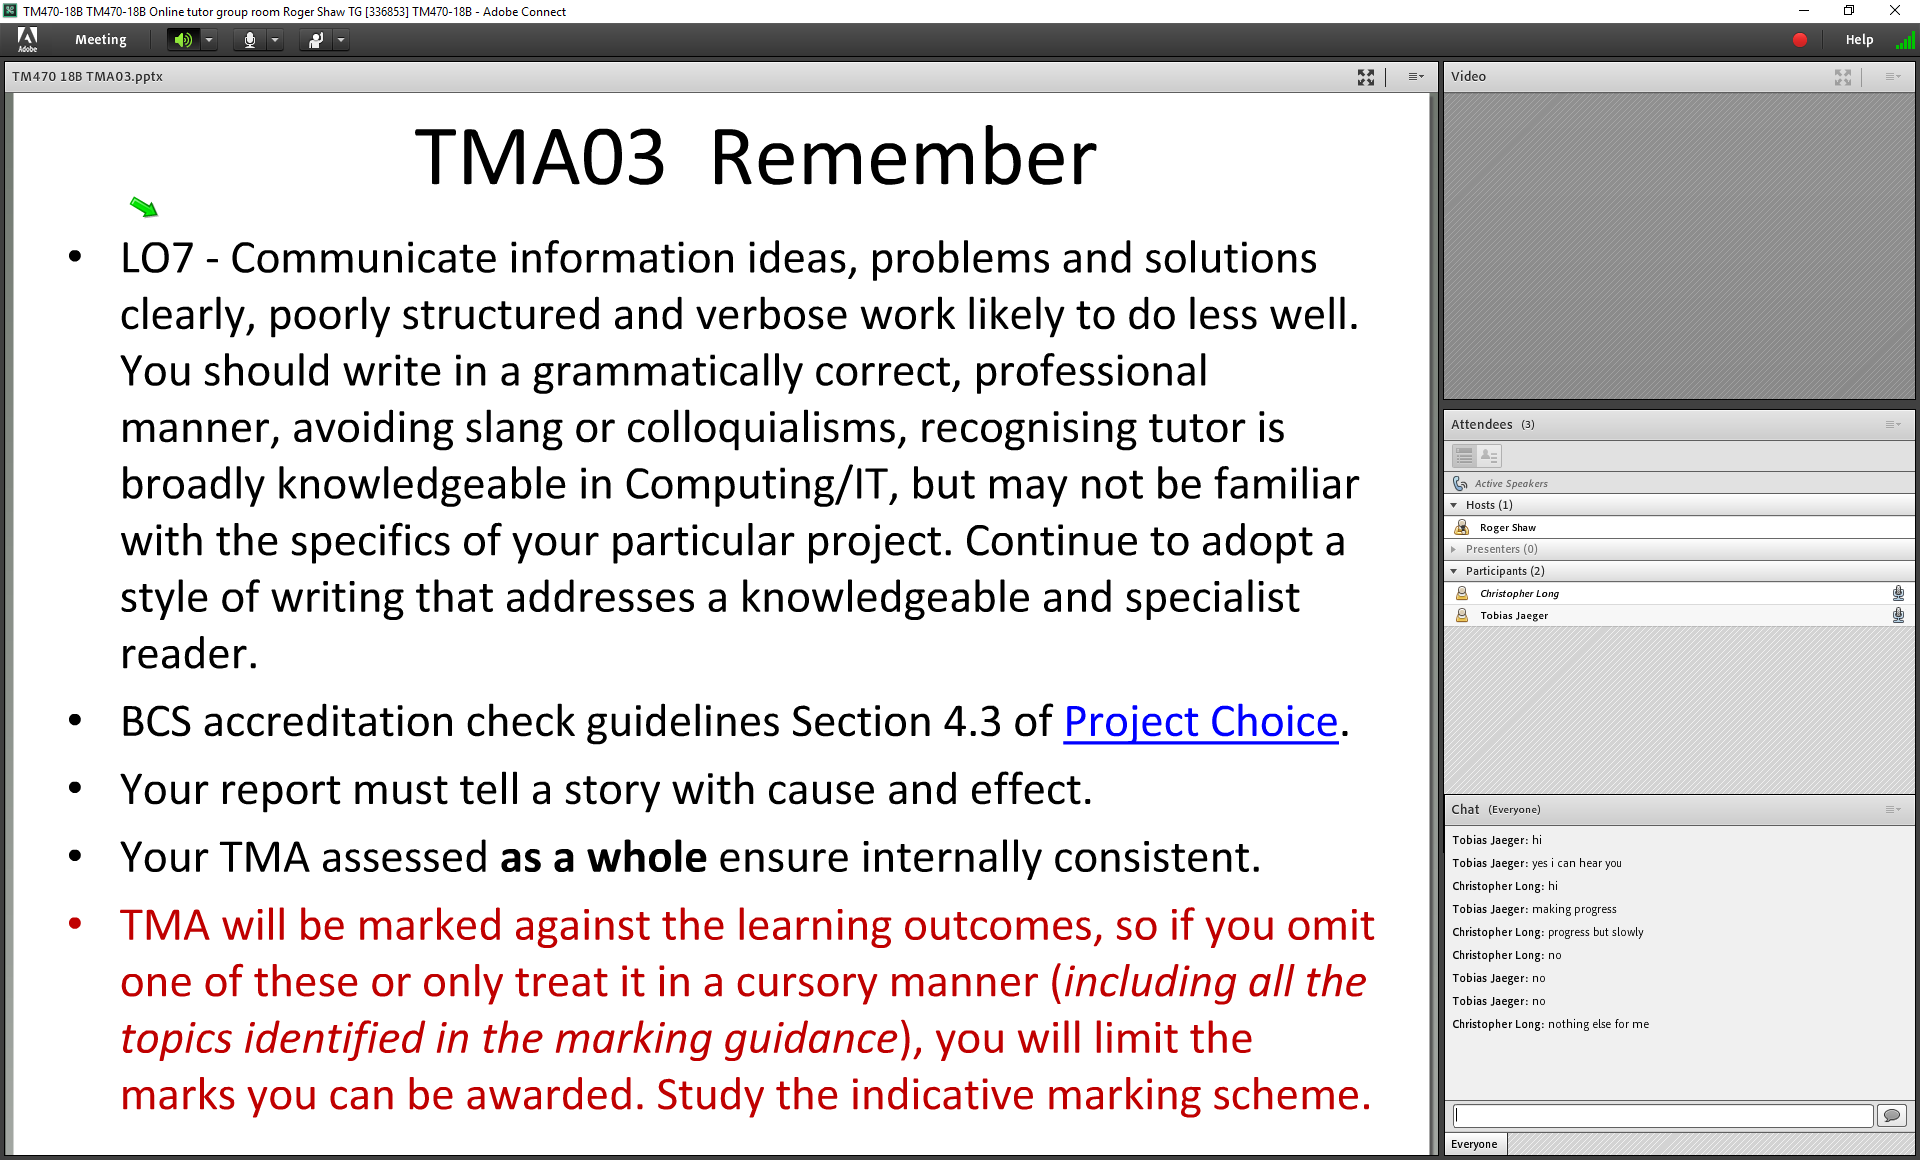 TM470-18B TM470-18B Online tutor group room Roger Shaw TG [336853] TM470-18B - Adobe Connect
Adobe
Meeting
Help
TM470 18B TMA03.pptx
TMA03 Remember
• LO7 - Communicate information ideas, problems and solutions
clearly, poorly structured and verbose work likely to do less well.
You should write in a grammatically correct, professional
manner, avoiding slang or colloquialisms, recognising tutor is
broadly knowledgeable in Computing/IT, but may not be familiar
with the specifics of your particular project. Continue to adopt a
style of writing that addresses a knowledgeable and specialist
reader.
• BCS accreditation check guidelines Section 4.3 of Project Choice.
• Your report must tell a story with cause and effect.
• Your TMA assessed as a whole ensure internally consistent.
• TMA will be marked against the learning outcomes, so if you omit
one of these or only treat it in a cursory manner (including all the
topics identified in the marking guidance), you will limit the
marks you can be awarded. Study the indicative marking scheme.
Video
Attendees (3)
Active Speakers
Hosts (1)
Roger Shaw
Presenters (0)
Participants (2)
Christopher Long
Tobias Jaeger
Chat (Everyone)
Tobias Jaeger: hi
Tobias Jaeger: yes i can hear you
Christopher Long: hi
Tobias Jaeger: making progress
Christopher Long: progress but slowly
Christopher Long: no
Tobias Jaeger: no
Tobias Jaeger: no
Christopher Long: nothing else for me
Everyone